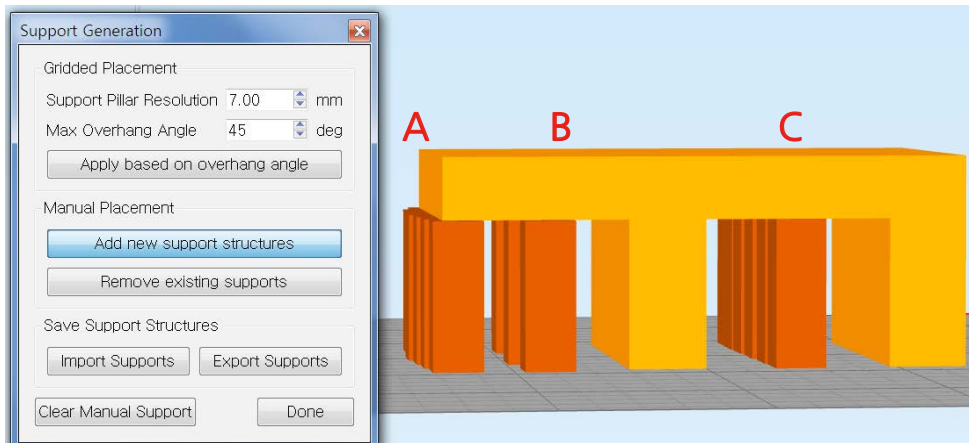 Support Generation
Gridded Placement
Support Pillar Resolution 7.00 mm
Max Overhang Angle 45 deg
Apply based on overhang angle
Manual Placement
Add new support structures
Remove existing supports
Save Support Structures
Import Supports Export Supports
Clear Manual Support Done
A B C